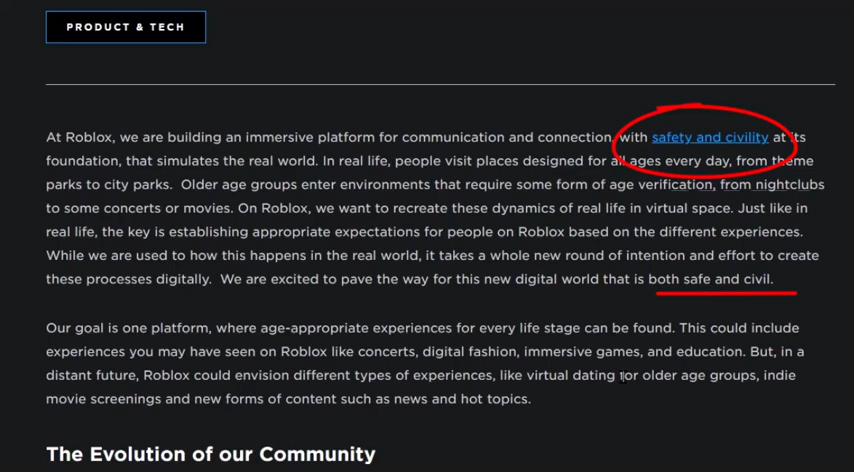 PRODUCT & TECH
At Roblox, we are building an immersive platform for communication and connection, with safety and civility at its
foundation, that simulates the real world. In real life, people visit places designed for all ages every day, from theme
parks to city parks. Older age groups enter environments that require some form of age verification, from nightclubs
to some concerts or movies. On Roblox, we want to recreate these dynamics of real life in virtual space. Just like in
real life, the key is establishing appropriate expectations for people on Roblox based on the different experiences.
While we are used to how this happens in the real world, it takes a whole new round of intention and effort to create
these processes digitally. We are excited to pave the way for this new digital world that is both safe and civil.
Our goal is one platform, where age-appropriate experiences for every life stage can be found. This could include
experiences you may have seen on Roblox like concerts, digital fashion, immersive games, and education. But, in a
distant future, Roblox could envision different types of experiences, like virtual dating for older age groups, indie
movie screenings and new forms of content such as news and hot topics.
The Evolution of our Community